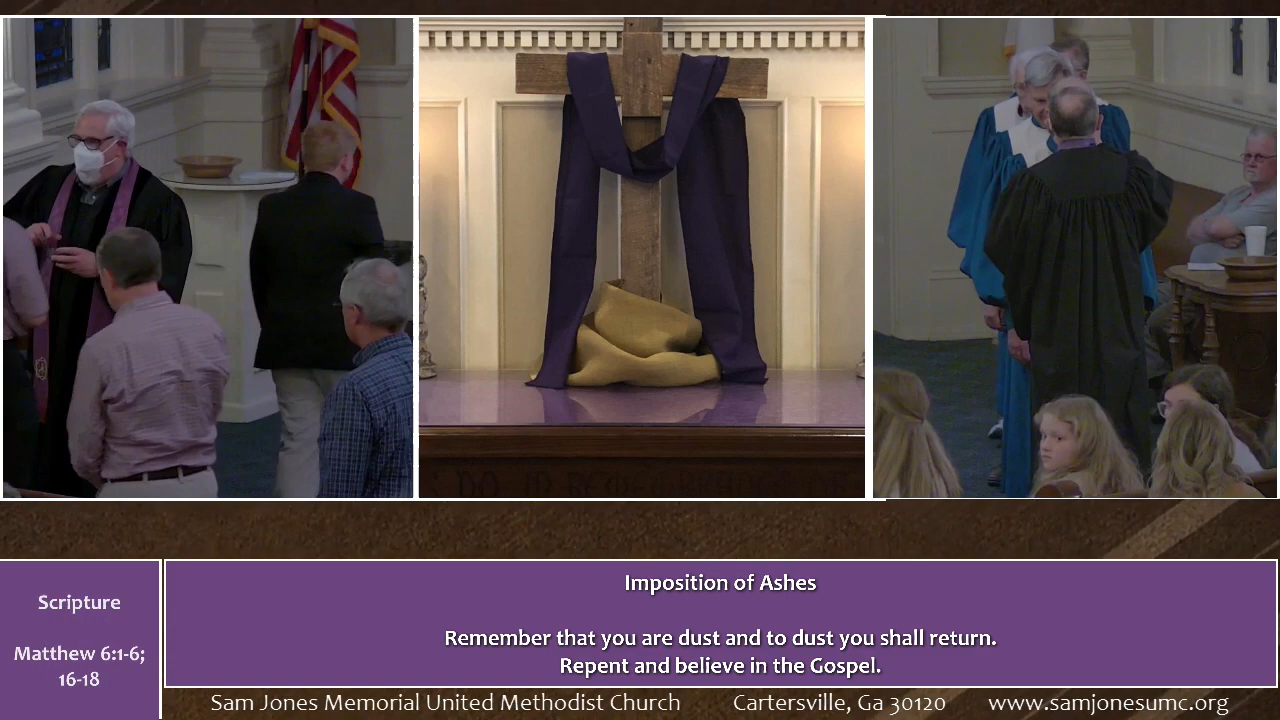 Scripture
Matthew 6:1-6;
16-18
Imposition of Ashes
Remember that you are dust and to dust you shall return.
Repent and believe in the Gospel.
Sam Jones Memorial United Methodist Church Cartersville, Ga 30120 www.samjonesumc.org